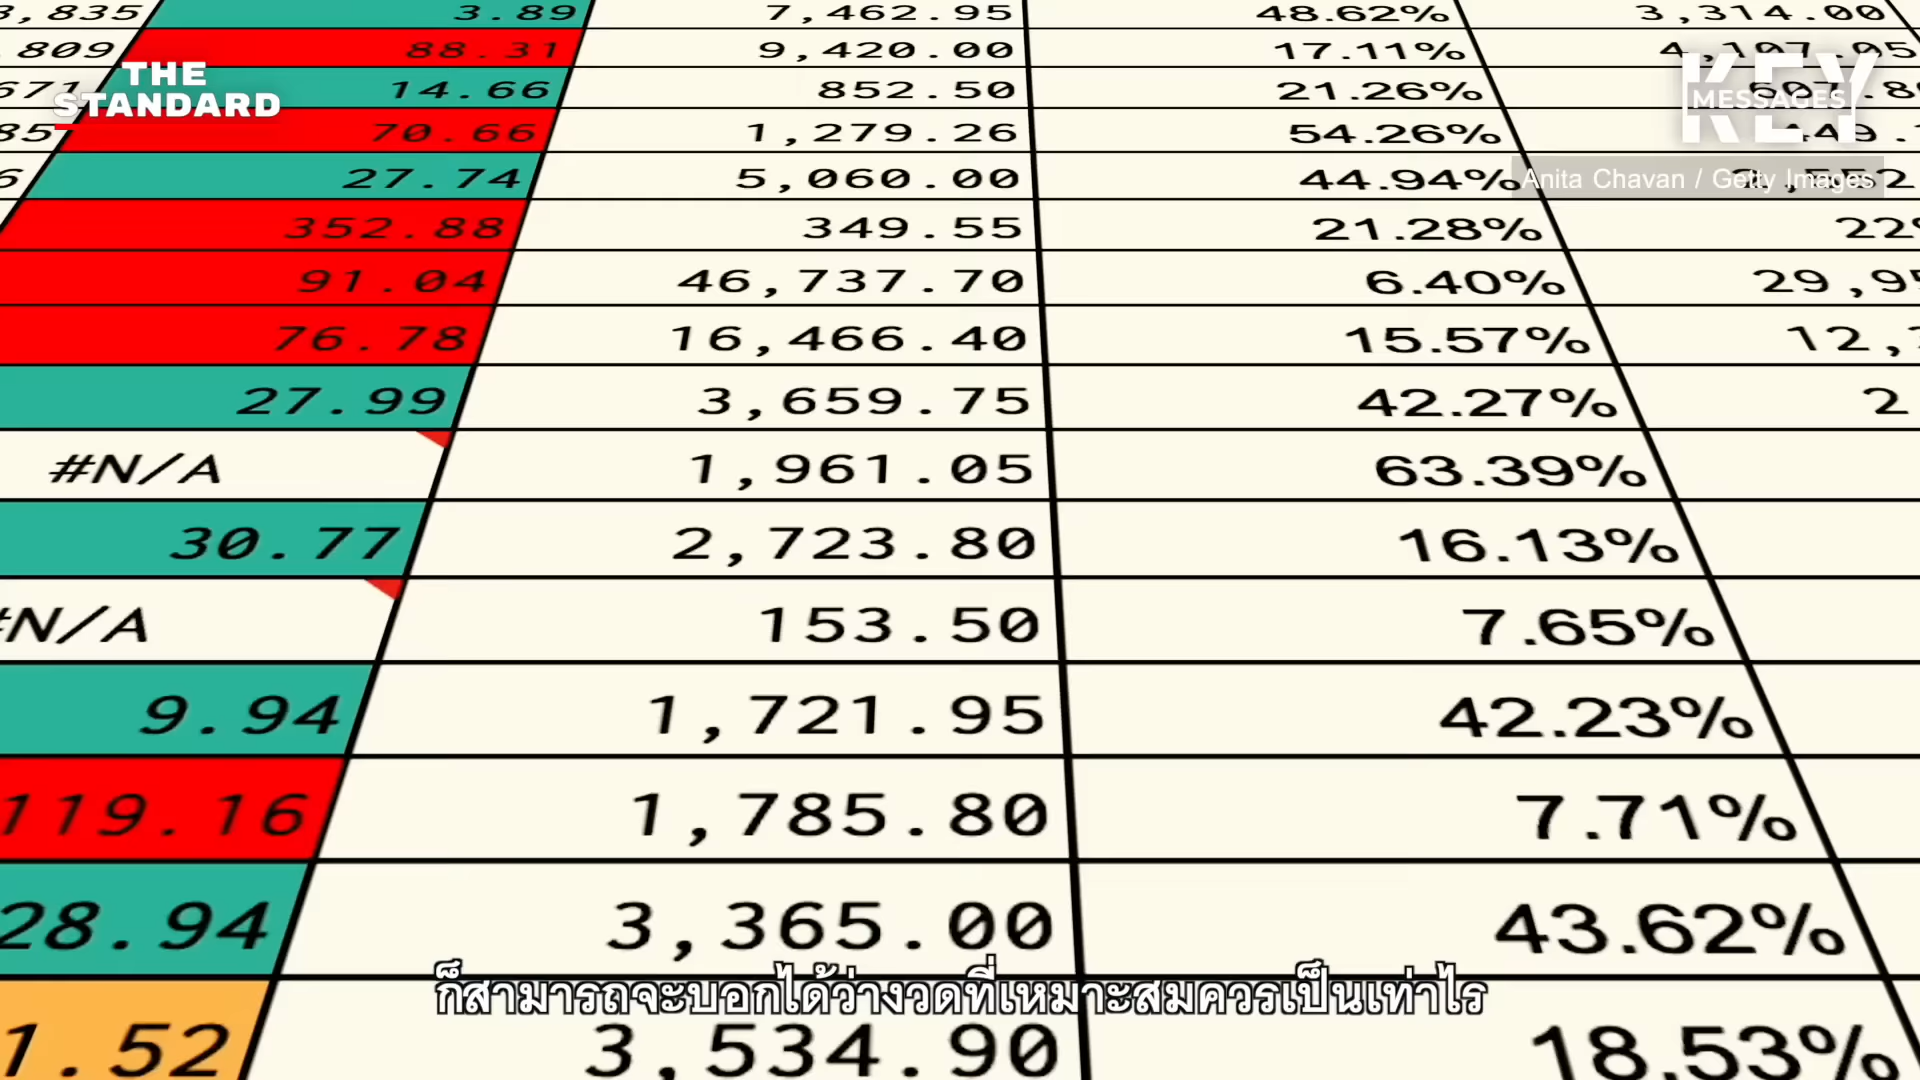 3,835 3.89 7,462.95 48.62% 3,314.00
.809 88.31 9,420.00 17.11%
THE
STANDARD
14.66 852.50 21.26%
KEY
MESSAGES
70.66 1,279.26 54.26%
27.74 5,060.00 44.94%
Anita Chavan / Getty Images
352.88 349.55 21.28%
91.04 46,737.70 6.40%
76.78 16,466.40 15.57%
27.99 3,659.75 42.27%
#N/A 1,961.05 63.39%
30.77 2,723.80 16.13%
#N/A 153.50 7.65%
9.94 1,721.95 42.23%
119.16 1,785.80 7.71%
28.94 3,365.00 43.62%
ก็สามารถจะบอกได้ว่างวดที่เหมาะสมควรเป็นเท่าไร
1.52 3,534.90 18.53%